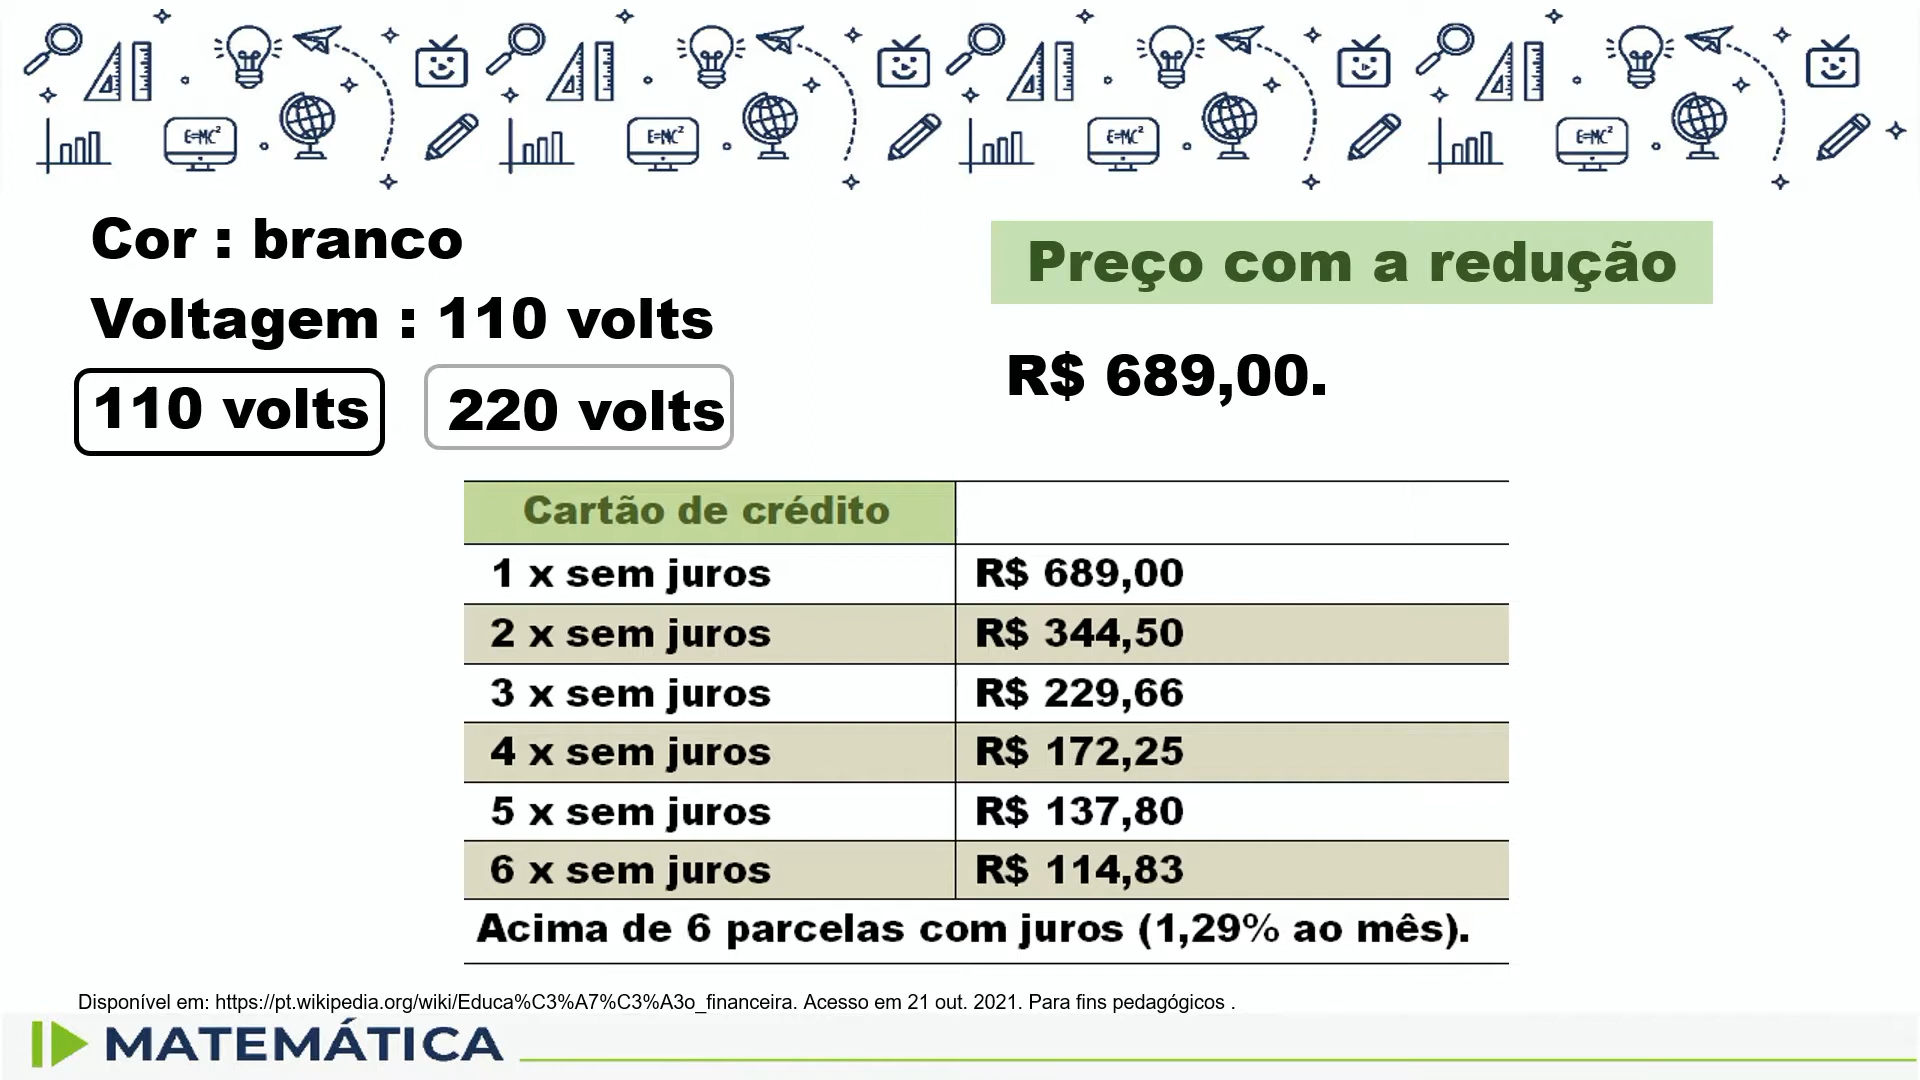 E=MC²
E=MC²
E=MC²
E=MC²
Cor : branco
Voltagem : 110 volts
110 volts
220 volts
Preço com a redução
R$ 689,00.
Cartão de crédito
1 x sem juros R$ 689,00
2 x sem juros R$ 344,50
3 x sem juros R$ 229,66
4 x sem juros R$ 172,25
5 x sem juros R$ 137,80
6 x sem juros R$ 114,83
Acima de 6 parcelas com juros (1,29% ao mês).
Disponível em: https://pt.wikipedia.org/wiki/Educa%C3%A7%C3%A3o_financeira. Acesso em 21 out. 2021. Para fins pedagógicos .
MATEMÁTICA